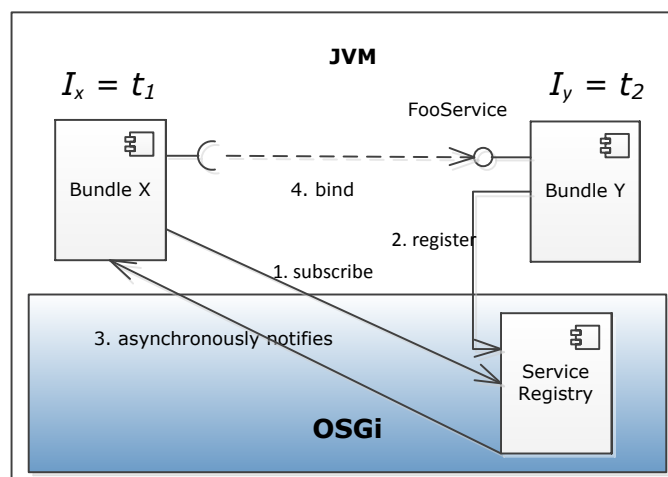 JVM
Ix = t1
Iy = t2
FooService
Bundle X
Bundle Y
4. bind
2. register
1. subscribe
3. asynchronously notifies
Service
Registry
OSGi